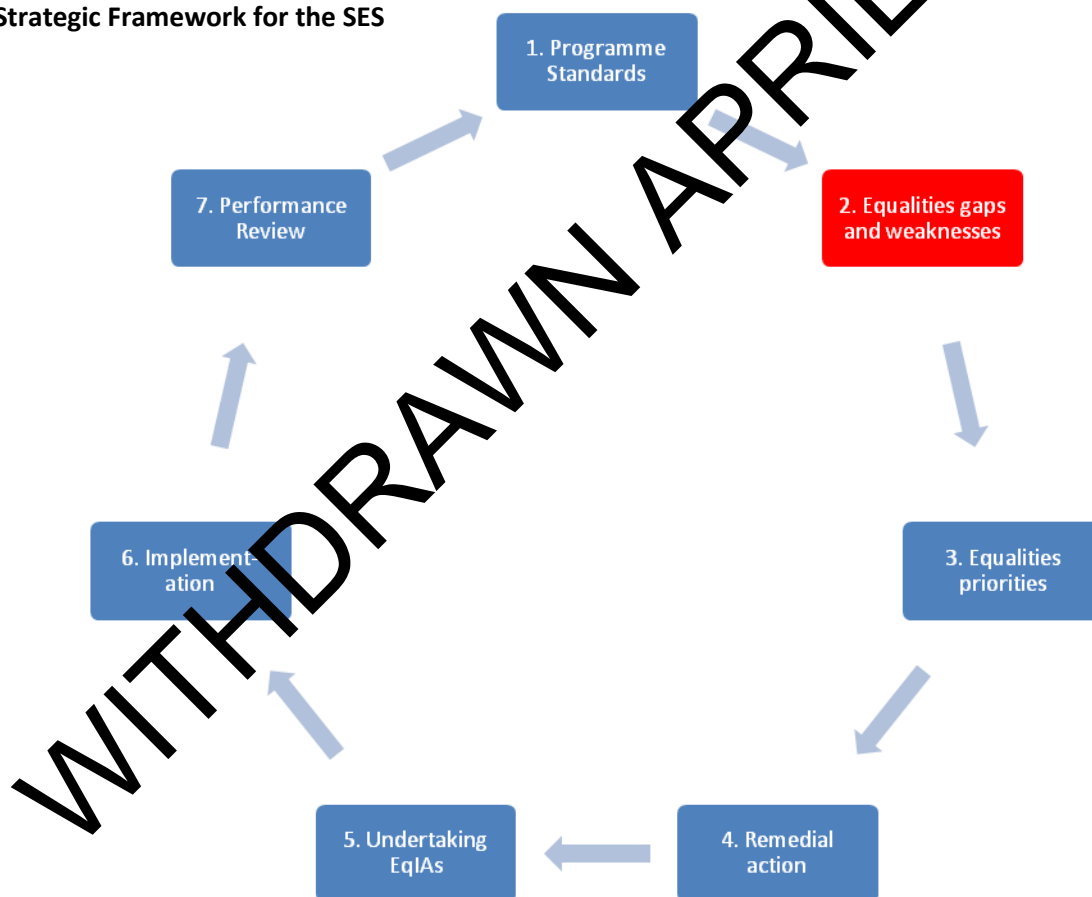 Strategic Framework for the SES
1. Programme
Standards
2. Equalities gaps
and weaknesses
3. Equalities
priorities
4. Remedial
action
5. Undertaking
EqIAs
6. Implement-
ation
7. Performance
Review
WITHDRAWN APRIL